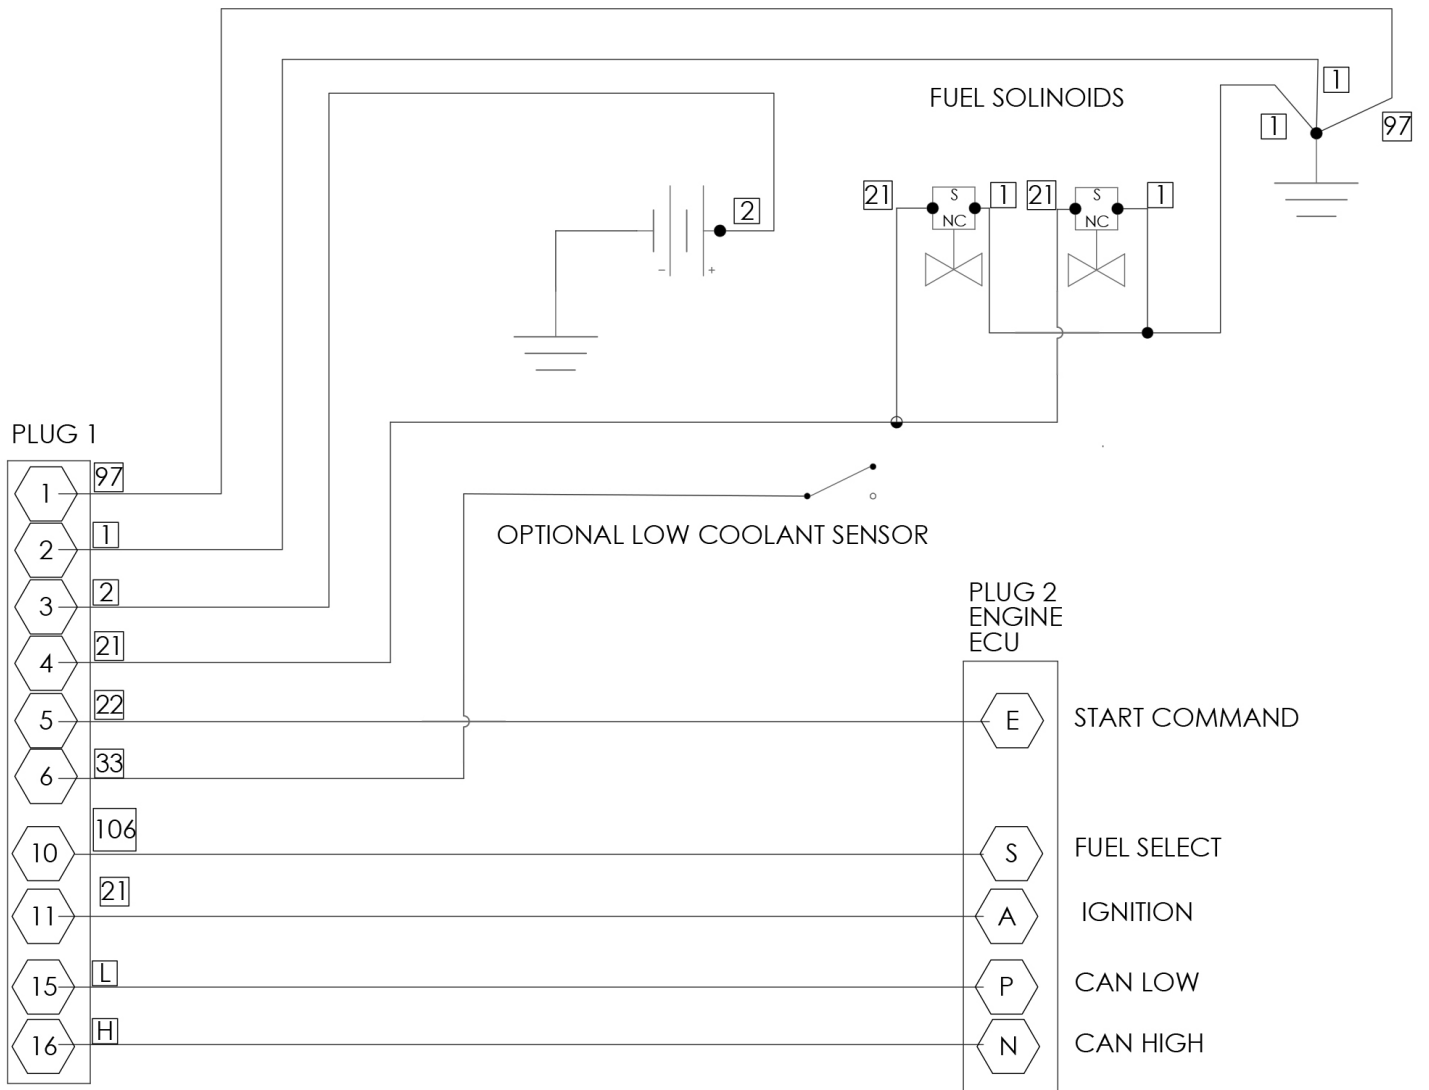 1
FUEL SOLINOIDS
1
97
21
S
NC
1
21
S
NC
1
2
-
+
PLUG 1
1
97
2
1
OPTIONAL LOW COOLANT SENSOR
3
2
PLUG 2
ENGINE
ECU
4
21
5
22
E
START COMMAND
6
33
10
106
S
FUEL SELECT
11
21
A
IGNITION
15
L
P
CAN LOW
16
H
N
CAN HIGH